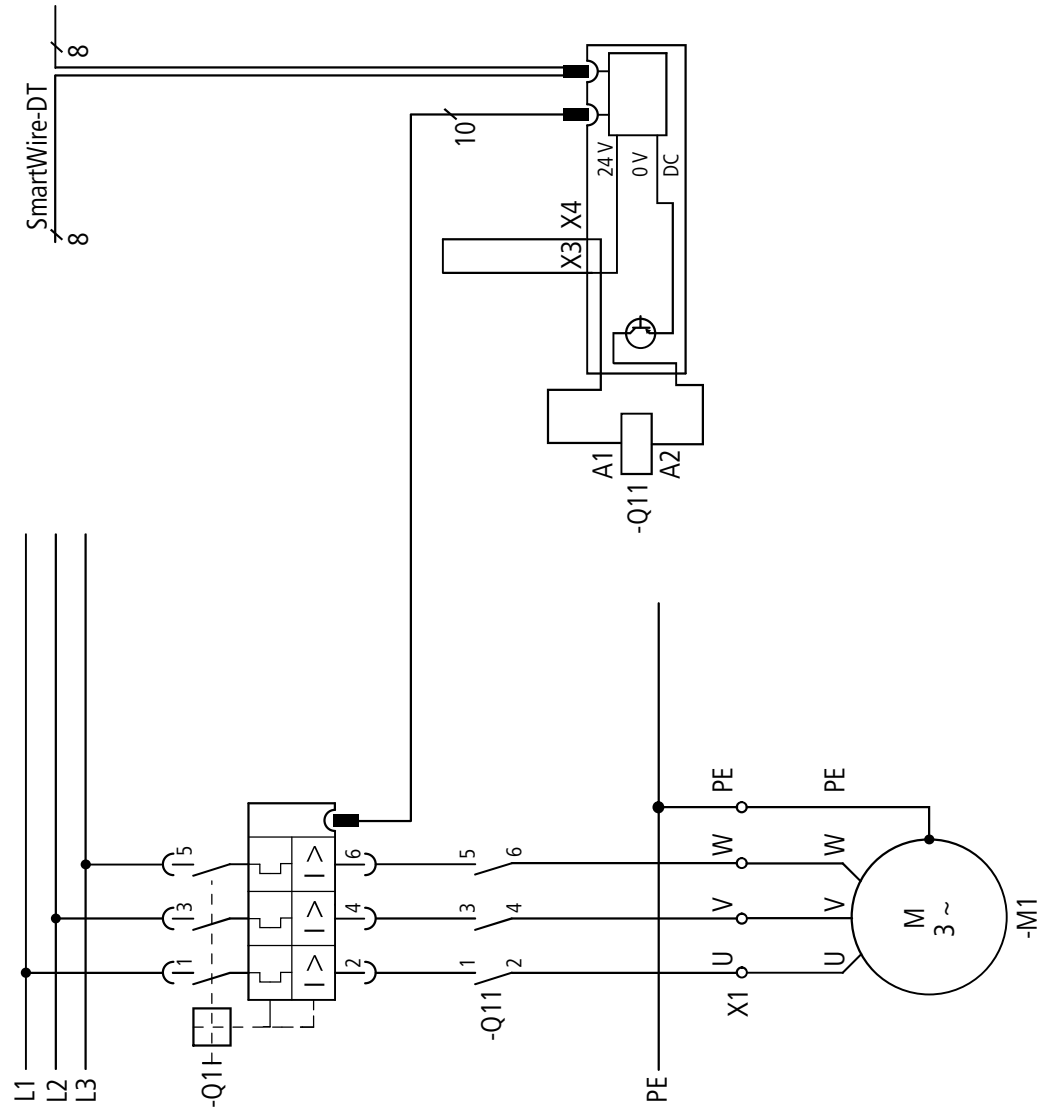 SmartWire-DT
8
8
10
24 V
0 V
DC
X3
X4
A1
A2
-Q11
L1
L2
L3
-Q1
1
3
5
I >
I >
I >
2
4
6
-Q11
1
3
5
2
4
6
PE
X1
U
V
W
PE
U
V
W
PE
M
3 ~
-M1